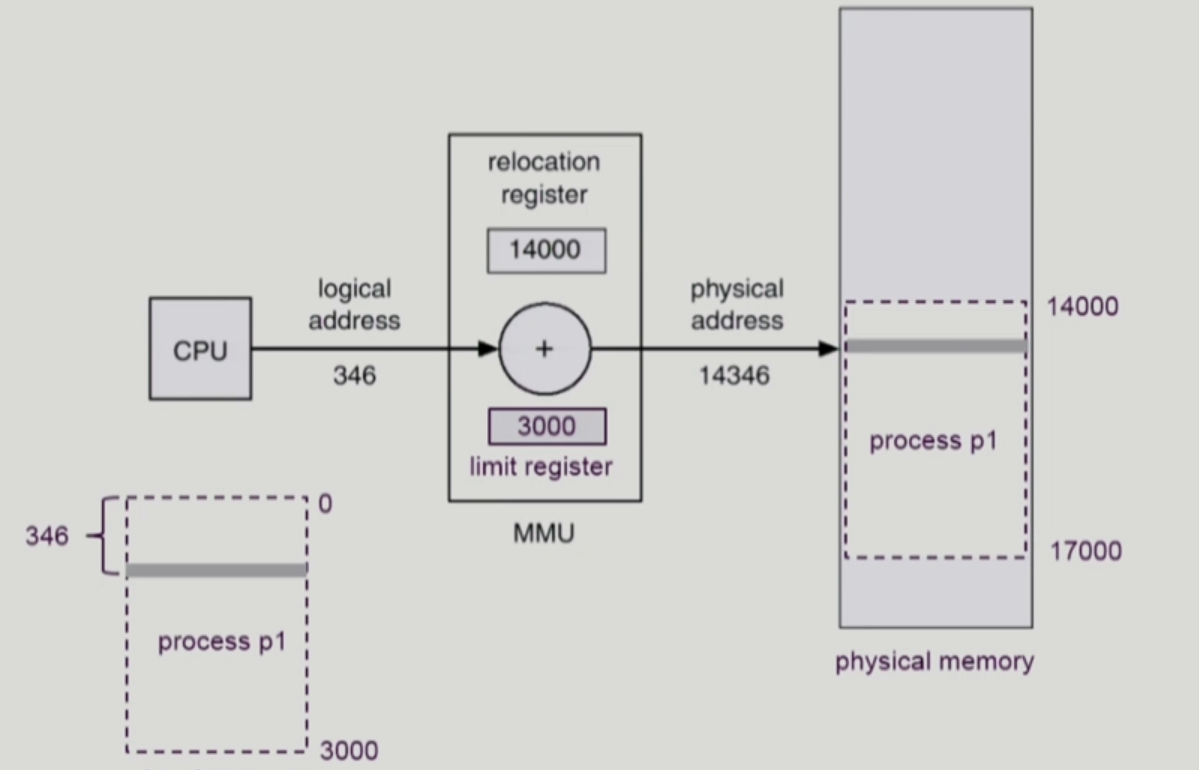 relocation
register
14000
logical
address
physical
address
14000
CPU
+
346
14346
3000
process p1
limit register
0
346
MMU
17000
process p1
physical memory
3000